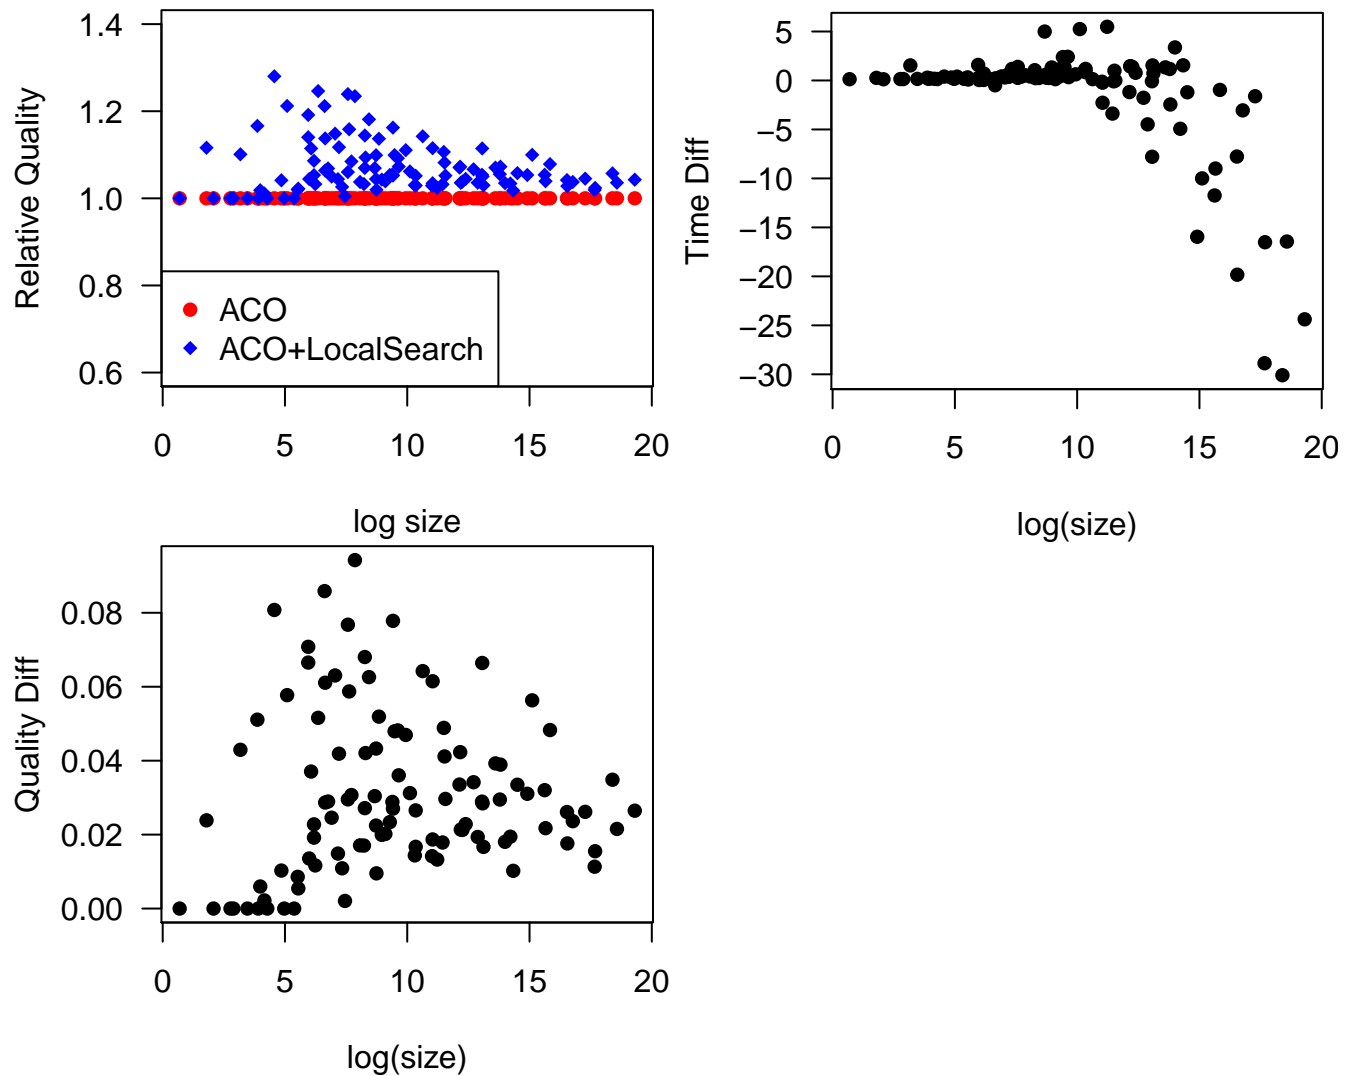 1.4
1.2
1.0
0.8
0.6
Relative Quality
ACO
ACO+LocalSearch
0 5 10 15 20
log size
5
0
−5
−10
−15
−20
−25
−30
Time Diff
0 5 10 15 20
log(size)
0.08
0.06
0.04
0.02
0.00
Quality Diff
0 5 10 15 20
log(size)